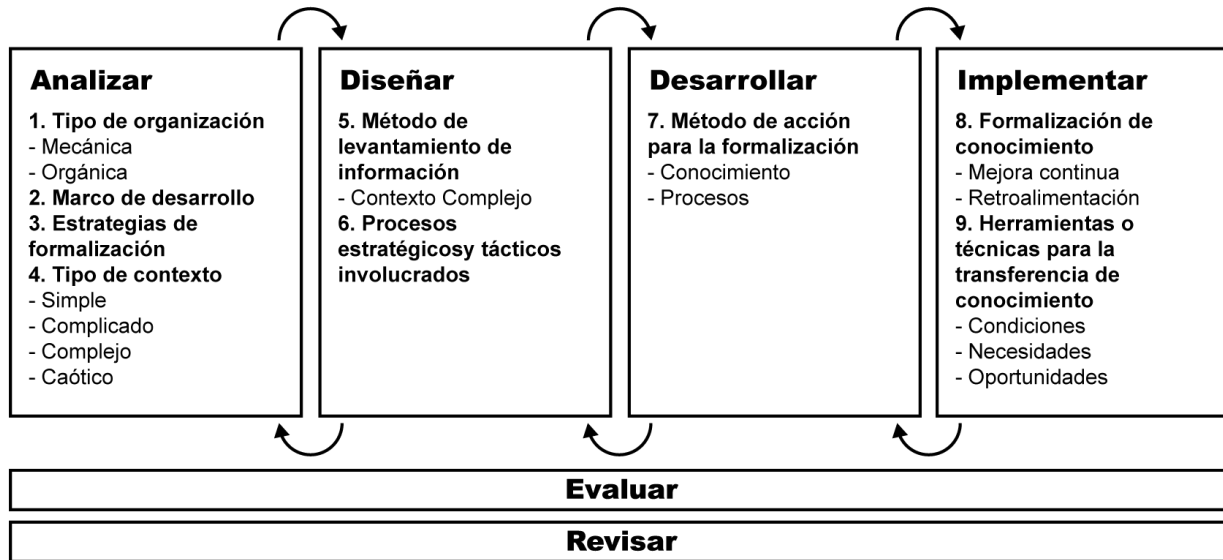 Analizar
1. Tipo de organización
- Mecánica
- Orgánica
2. Marco de desarrollo
3. Estrategias de
formalización
4. Tipo de contexto
- Simple
- Complicado
- Complejo
- Caótico
Diseñar
5. Método de
levantamiento de
información
- Contexto Complejo
6. Procesos
estratégicosy tácticos
involucrados
Desarrollar
7. Método de acción
para la formalización
- Conocimiento
- Procesos
Implementar
8. Formalización de
conocimiento
- Mejora continua
- Retroalimentación
9. Herramientas o
técnicas para la
transferencia de
conocimiento
- Condiciones
- Necesidades
- Oportunidades
Evaluar
Revisar